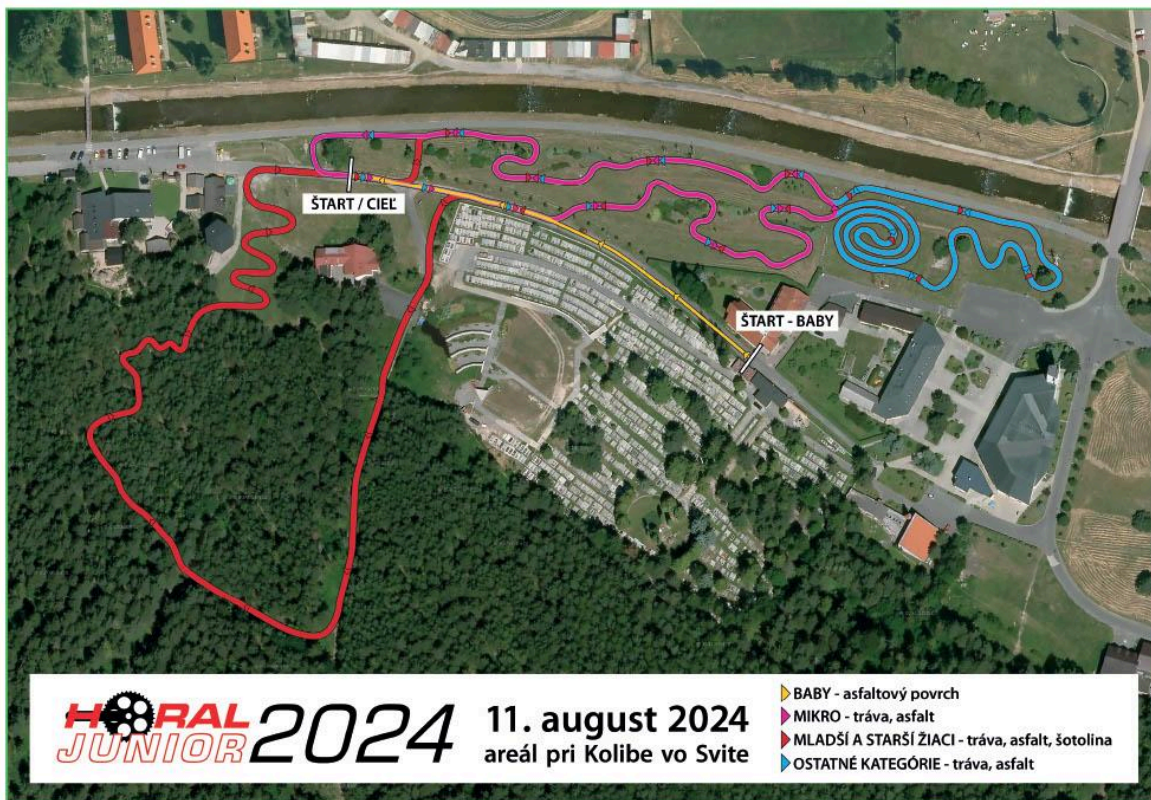 ŠTART / CIEĽ
ŠTART - BABY
HORAL
JUNIOR
2024
11. august 2024
areál pri Kolibe vo Svite
BABY - asfaltový povrch
MIKRO - tráva, asfalt
MLADŠÍ A STARŠÍ ŽIACI - tráva, asfalt, šotolina
OSTATNÉ KATEGÓRIE - tráva, asfalt